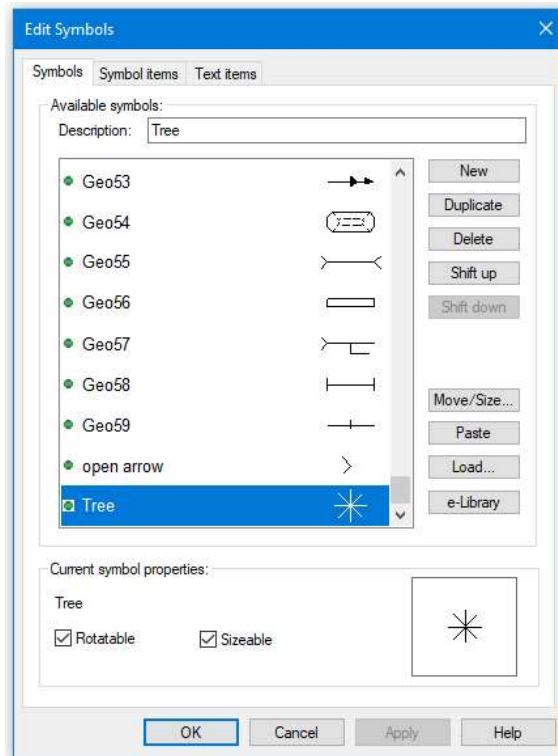 Edit Symbols
Symbols Symbol items Text items
Available symbols:
Description: Tree
Geo53
Geo54
Geo55
Geo56
Geo57
Geo58
Geo59
open arrow
Tree
New
Duplicate
Delete
Shift up
Shift down
Move/Size...
Paste
Load...
e-Library
Current symbol properties:
Tree
Rotatable Sizeable
OK Cancel Apply Help